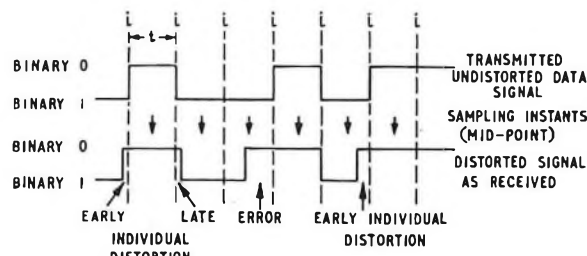 i i i i i i
t
BINARY 0
BINARY 1
TRANSMITTED
UNDISTORTED DATA
SIGNAL
SAMPLING INSTANTS
(MID-POINT)
BINARY 0
BINARY 1
DISTORTED SIGNAL
AS RECEIVED
EARLY LATE ERROR EARLY INDIVIDUAL
DISTORTION
INDIVIDUAL
DISTORTION